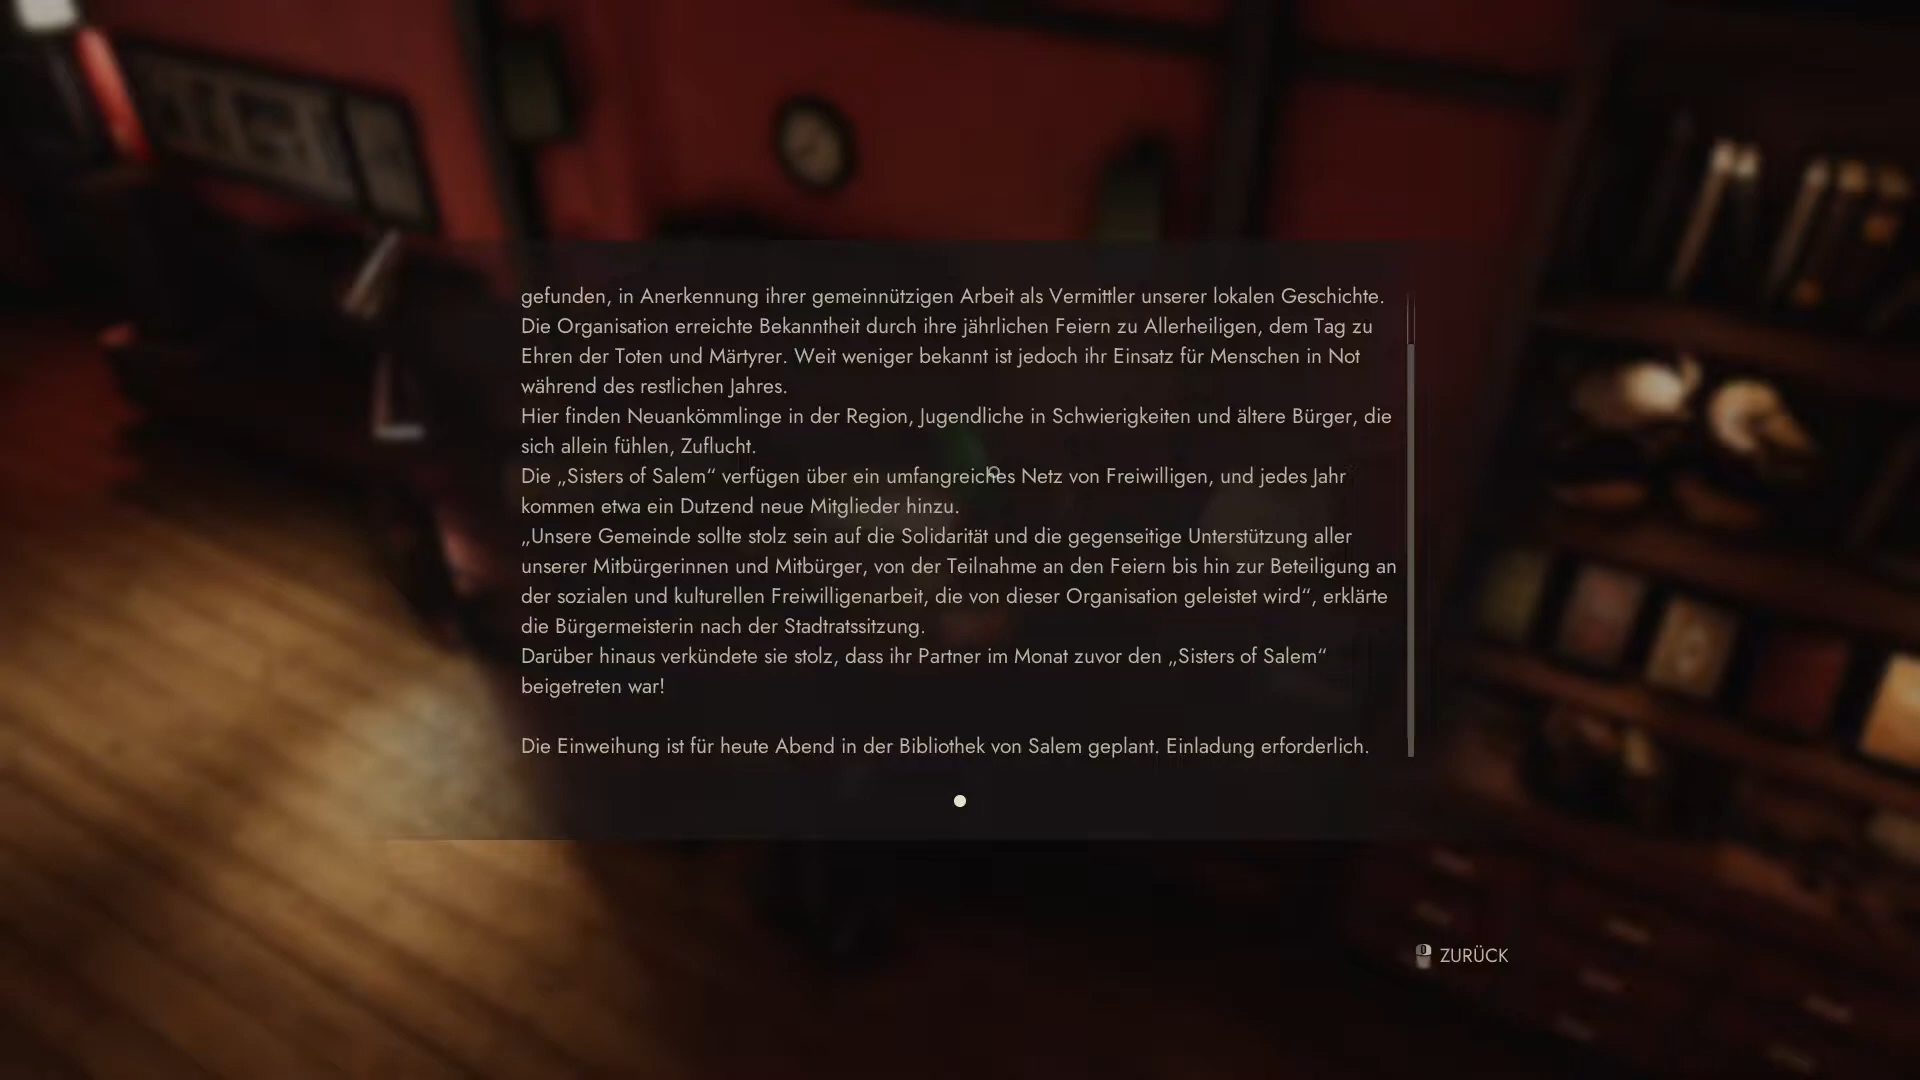 gefunden, in Anerkennung ihrer gemeinnützigen Arbeit als Vermittler unserer lokalen Geschichte.
Die Organisation erreichte Bekanntheit durch ihre jährlichen Feiern zu Allerheiligen, dem Tag zu
Ehren der Toten und Märtyrer. Weit weniger bekannt ist jedoch ihr Einsatz für Menschen in Not
während des restlichen Jahres.
Hier finden Neuankömmlinge in der Region, Jugendliche in Schwierigkeiten und ältere Bürger, die
sich allein fühlen, Zuflucht.
Die „Sisters of Salem“ verfügen über ein umfangreiches Netz von Freiwilligen, und jedes Jahr
kommen etwa ein Dutzend neue Mitglieder hinzu.
„Unsere Gemeinde sollte stolz sein auf die Solidarität und die gegenseitige Unterstützung aller
unserer Mitbürgerinnen und Mitbürger, von der Teilnahme an den Feiern bis hin zur Beteiligung an
der sozialen und kulturellen Freiwilligenarbeit, die von dieser Organisation geleistet wird“, erklärte
die Bürgermeisterin nach der Stadtratssitzung.
Darüber hinaus verkündete sie stolz, dass ihr Partner im Monat zuvor den „Sisters of Salem“
beigetreten war!
Die Einweihung ist für heute Abend in der Bibliothek von Salem geplant. Einladung erforderlich.
ZURÜCK